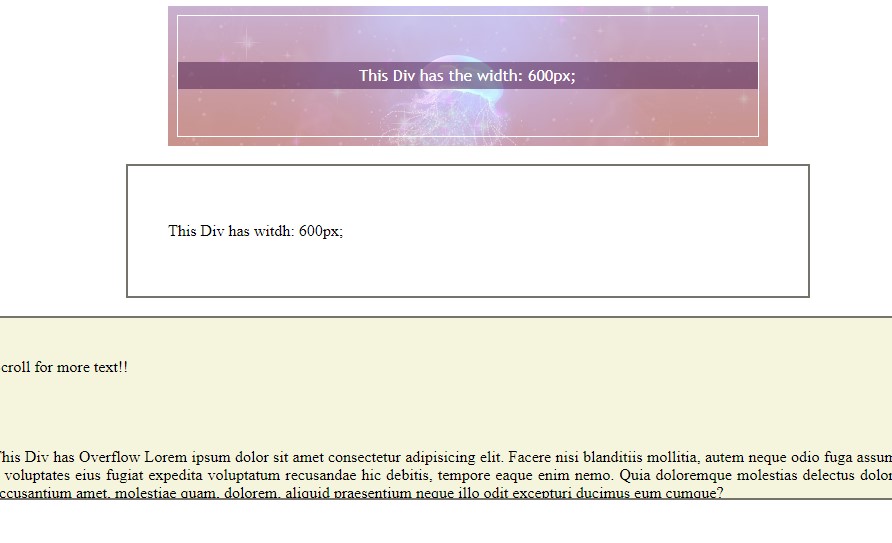 This Div has the width: 600px;
This Div has witdh: 600px;
croll for more text!!
his Div has Overflow Lorem ipsum dolor sit amet consectetur adipisicing elit. Facere nisi blanditiis mollitia, autem neque odio fuga assum
voluptates eius fugiat expedita voluptatum recusandae hic debitis, tempore eaque enim nemo. Quia doloremque molestias delectus dolor
ccusantium amet, molestiae quam, dolorem, aliquid praesentium neque illo odit excepturi ducimus eum cumque?